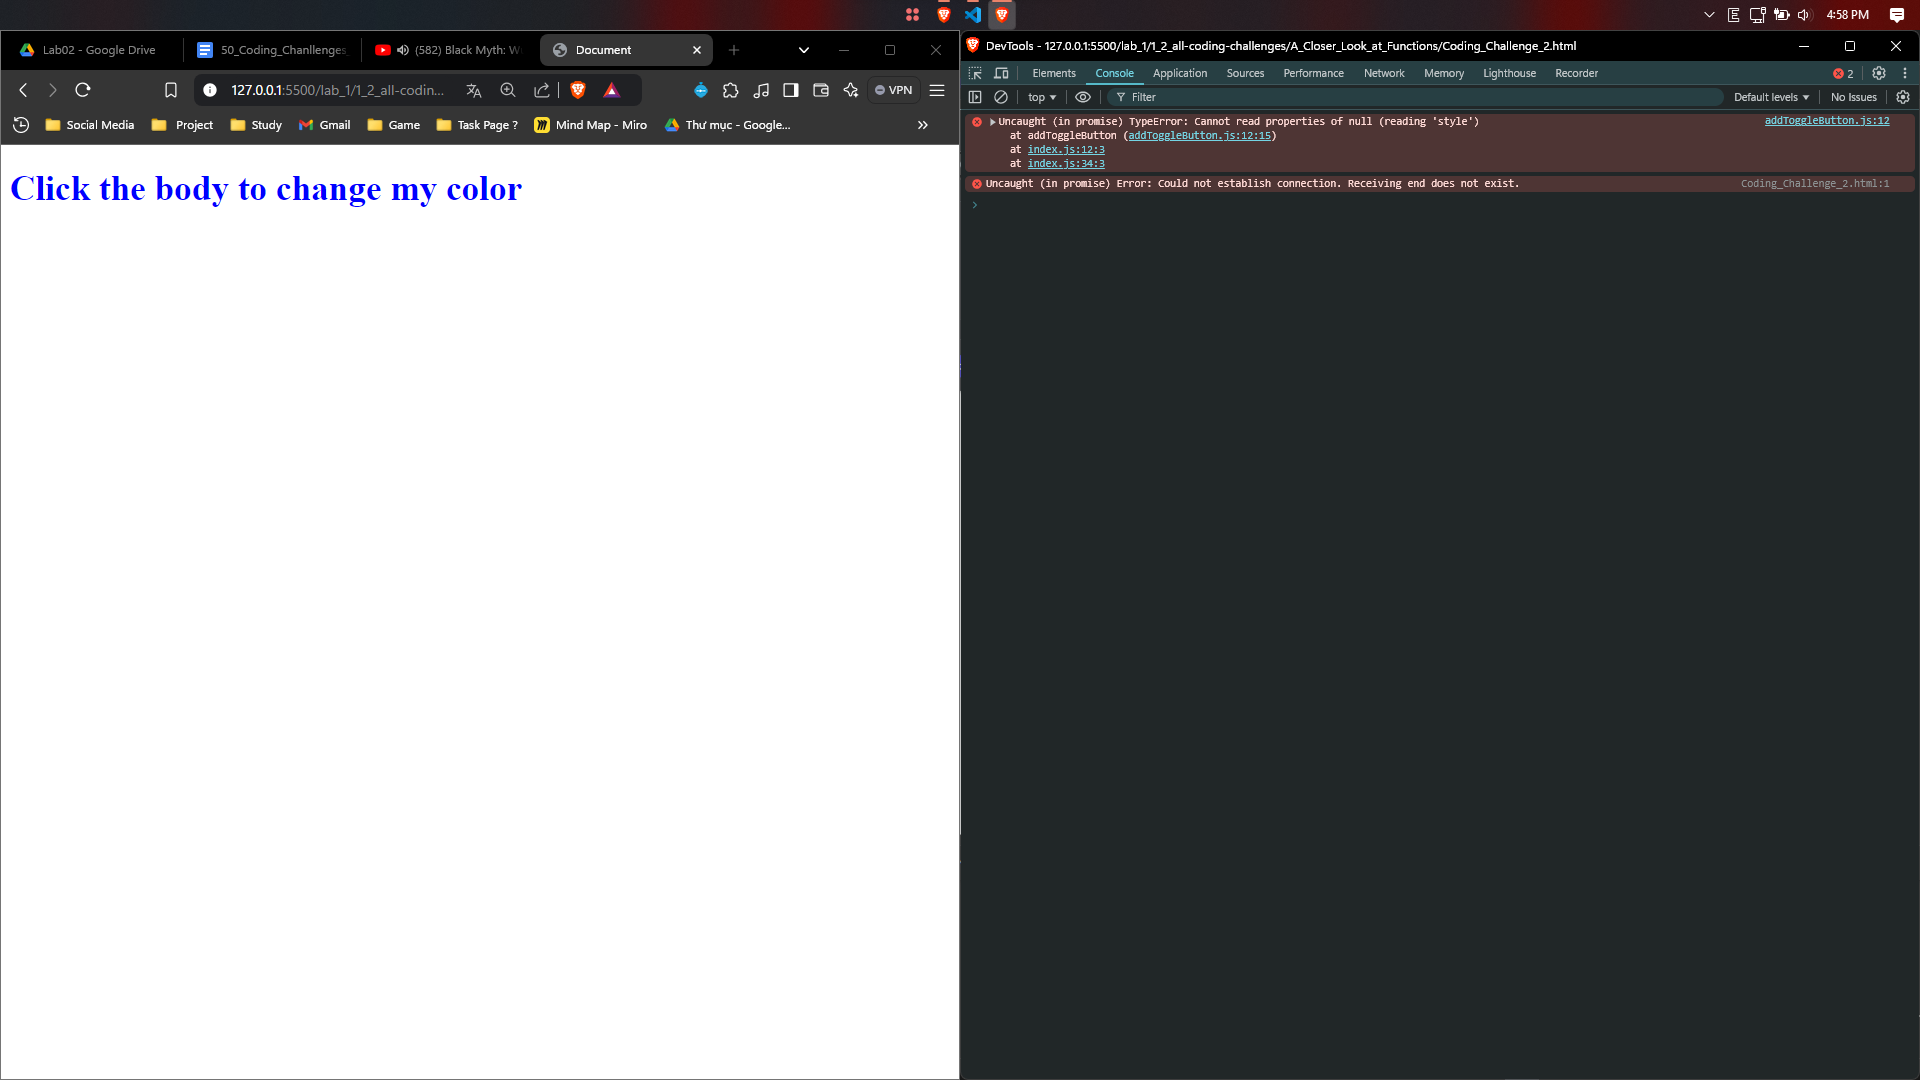 4:58 PM
Lab02 - Google Drive
50_Coding_Chanllenges
(582) Black Myth: W
Document
127.0.0.1:5500/lab_1/1_2_all-codin...
VPN
Social Media
Project
Study
Gmail
Game
Task Page ?
Mind Map - Miro
Thư mục - Google...
Click the body to change my color
DevTools - 127.0.0.1:5500/lab_1/1_2_all-coding-challenges/A_Closer_Look_at_Functions/Coding_Challenge_2.html
Elements Console Application Sources Performance Network Memory Lighthouse Recorder 2
top Filter Default levels No Issues
Uncaught (in promise) TypeError: Cannot read properties of null (reading 'style') addToggleButton.js:12
at addToggleButton (addToggleButton.js:12:15)
at index.js:12:3
at index.js:34:3
Uncaught (in promise) Error: Could not establish connection. Receiving end does not exist. Coding_Challenge_2.html:1